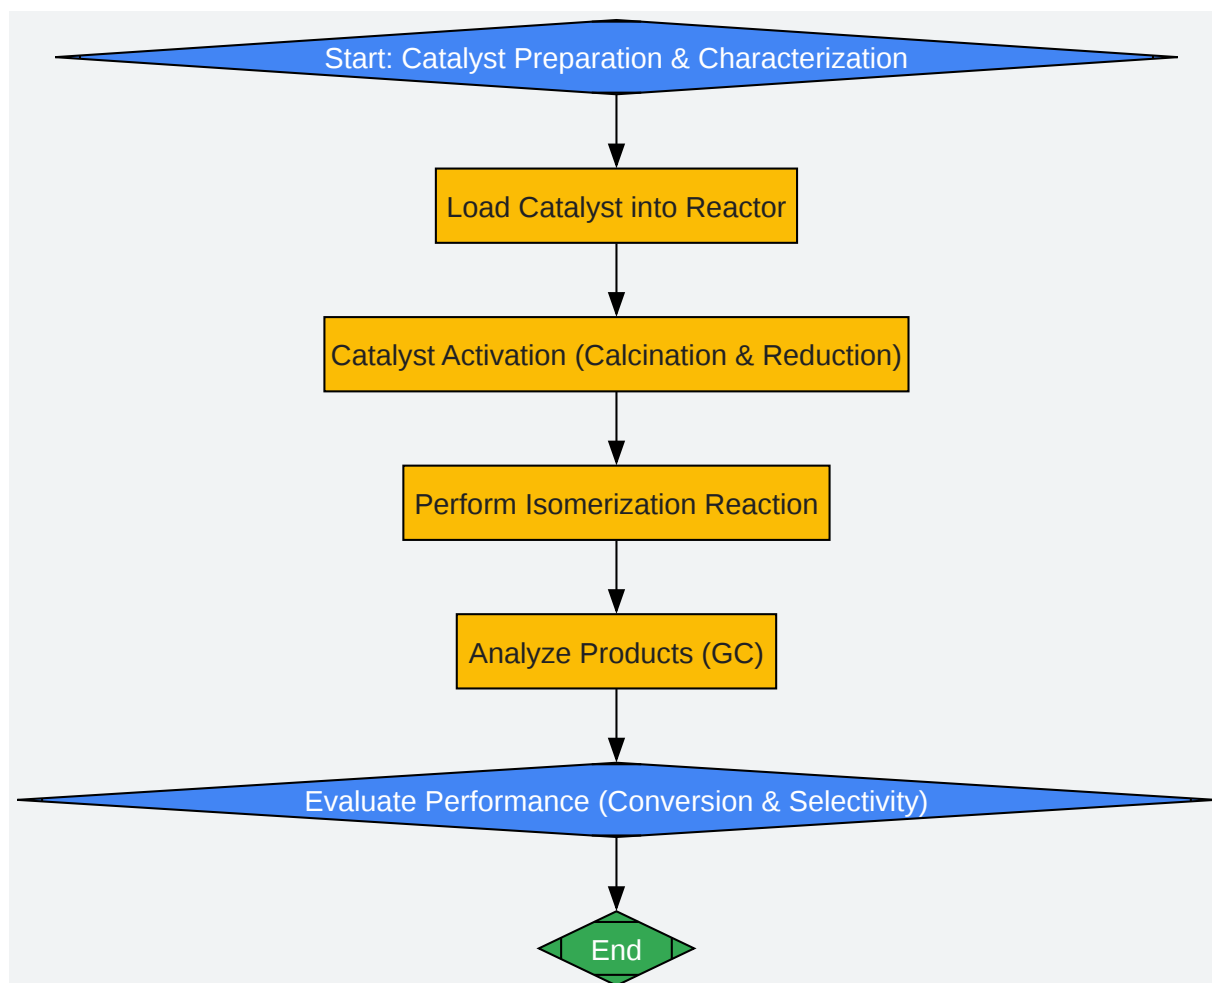 Start: Catalyst Preparation & Characterization
Load Catalyst into Reactor
Catalyst Activation (Calcination & Reduction)
Perform Isomerization Reaction
Analyze Products (GC)
Evaluate Performance (Conversion & Selectivity)
End